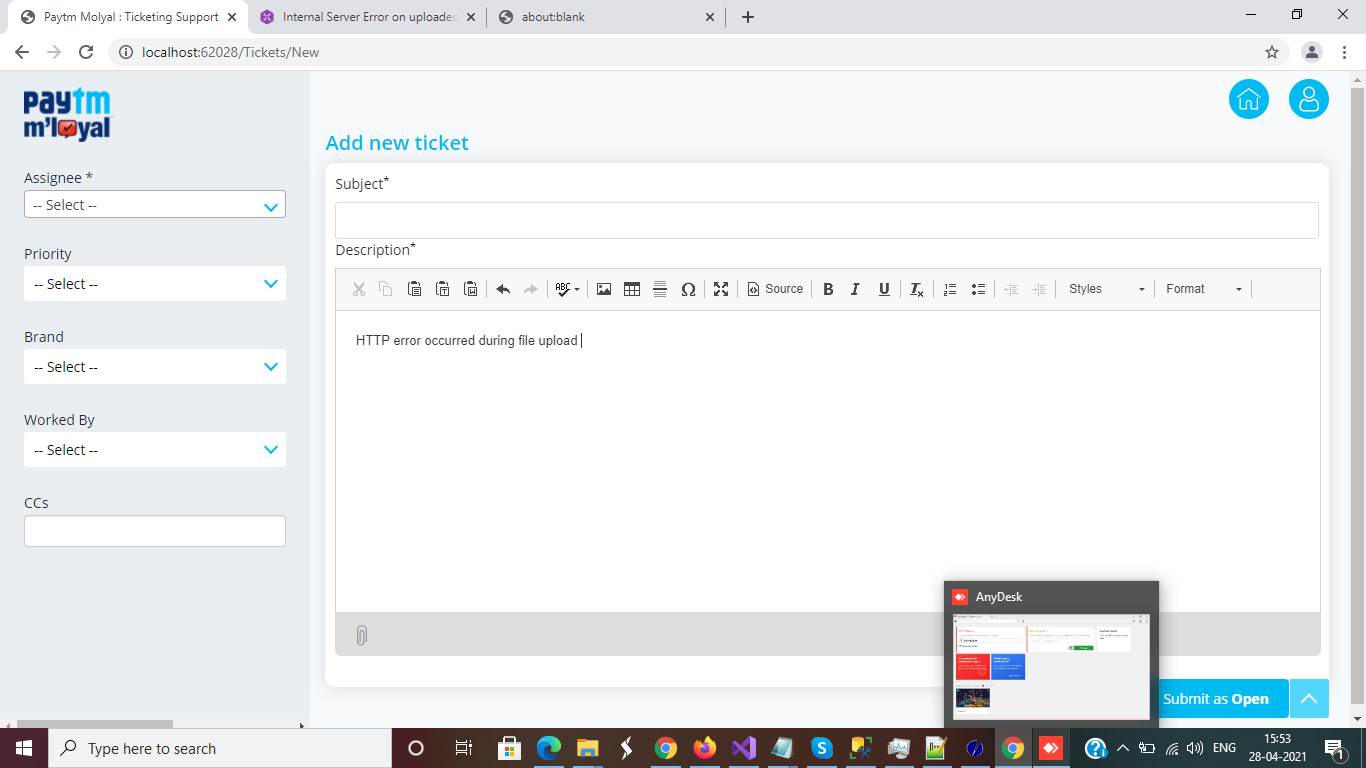 Paytm Molyal : Ticketing Support
Internal Server Error on uploaded
about:blank
localhost:62028/Tickets/New
paytm
m'loyal
Add new ticket
Assignee *
-- Select --
Priority
-- Select --
Brand
-- Select --
Worked By
-- Select --
CCs
Subject*
Description*
ABC
Source
B I U
Styles
Format
HTTP error occurred during file upload
AnyDesk
Submit as Open
Type here to search
ENG
15:53
28-04-2021
1